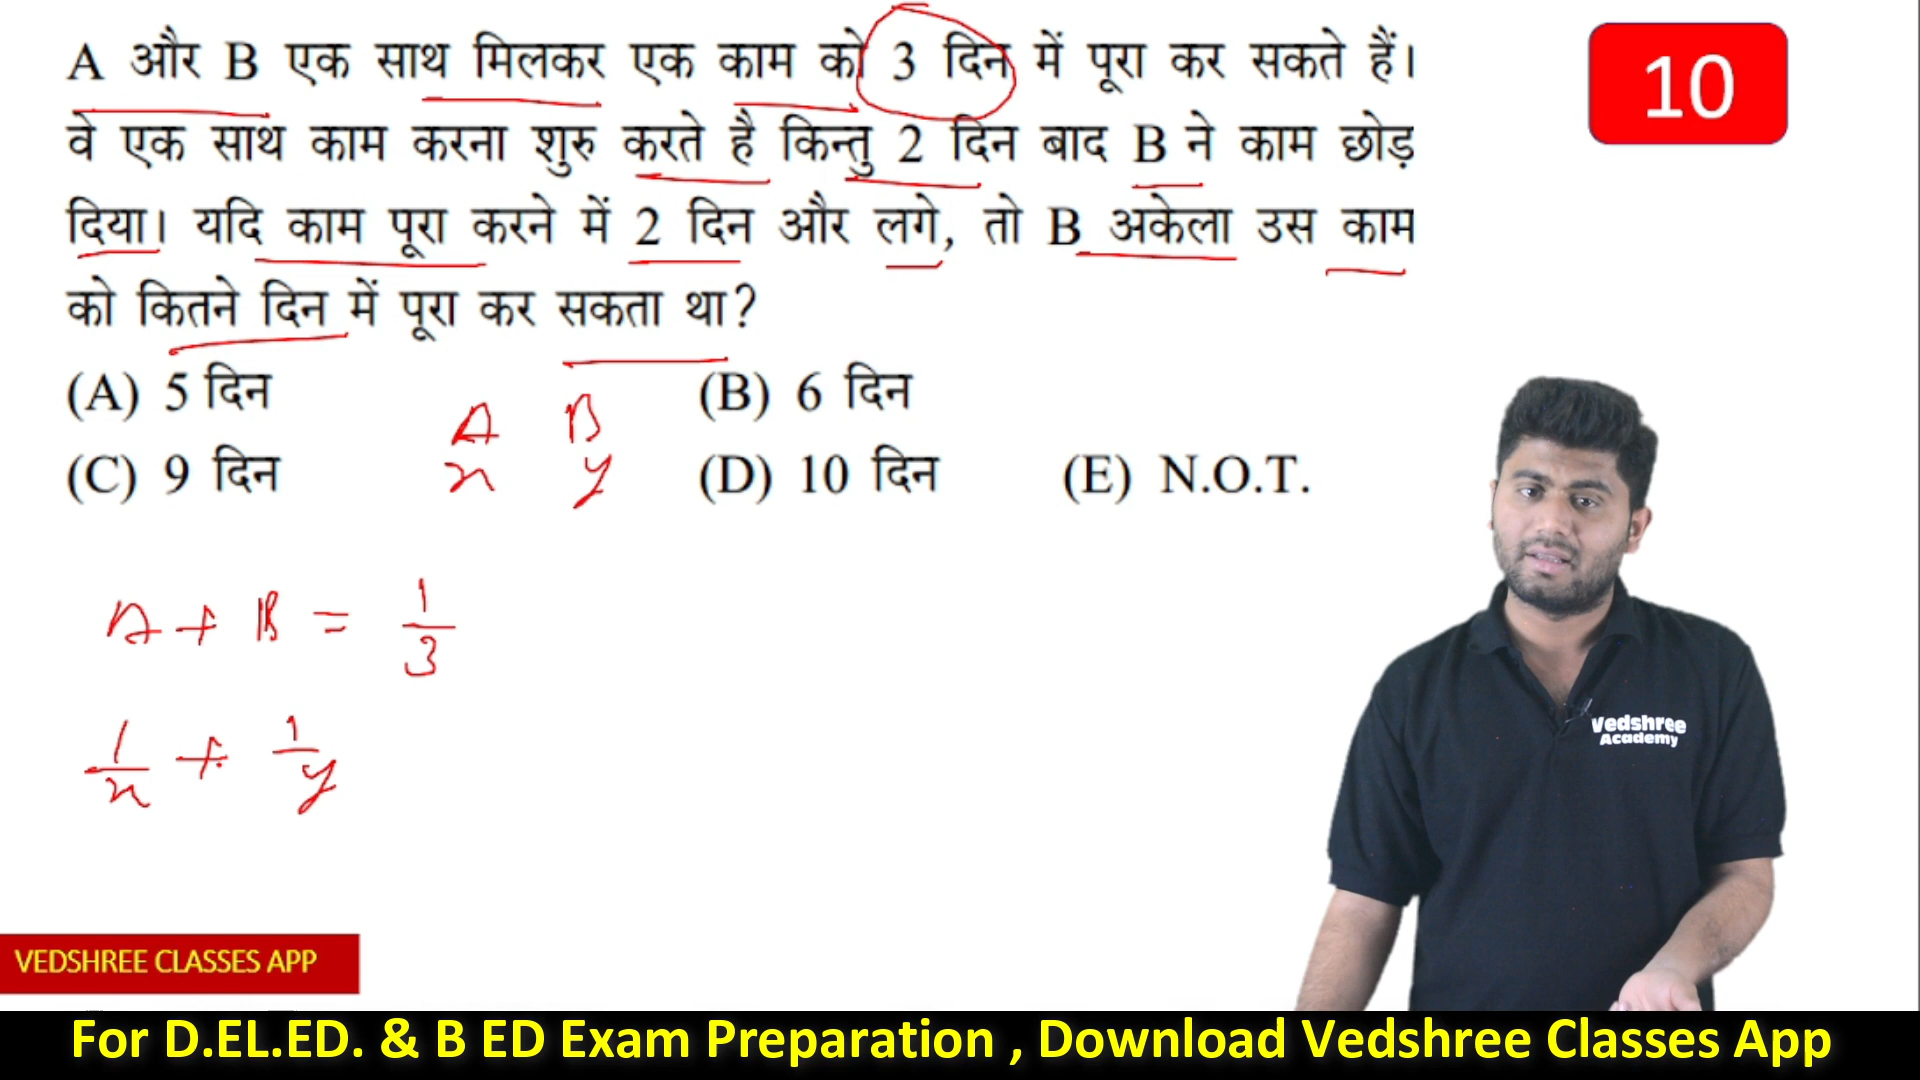 A और B एक साथ मिलकर एक काम को 3 दिन में पूरा कर सकते हैं।
वे एक साथ काम करना शुरु करते है किन्तु 2 दिन बाद B ने काम छोड़
दिया। यदि काम पूरा करने में 2 दिन और लगे, तो B अकेला उस काम
को कितने दिन में पूरा कर सकता था?
(A) 5 दिन (B) 6 दिन
(C) 9 दिन (D) 10 दिन (E) N.O.T.
10
A B
x y
A + B = 1/3
1/x + 1/y
Vedshree
Academy
VEDSHREE CLASSES APP
For D.EL.ED. & B ED Exam Preparation , Download Vedshree Classes App